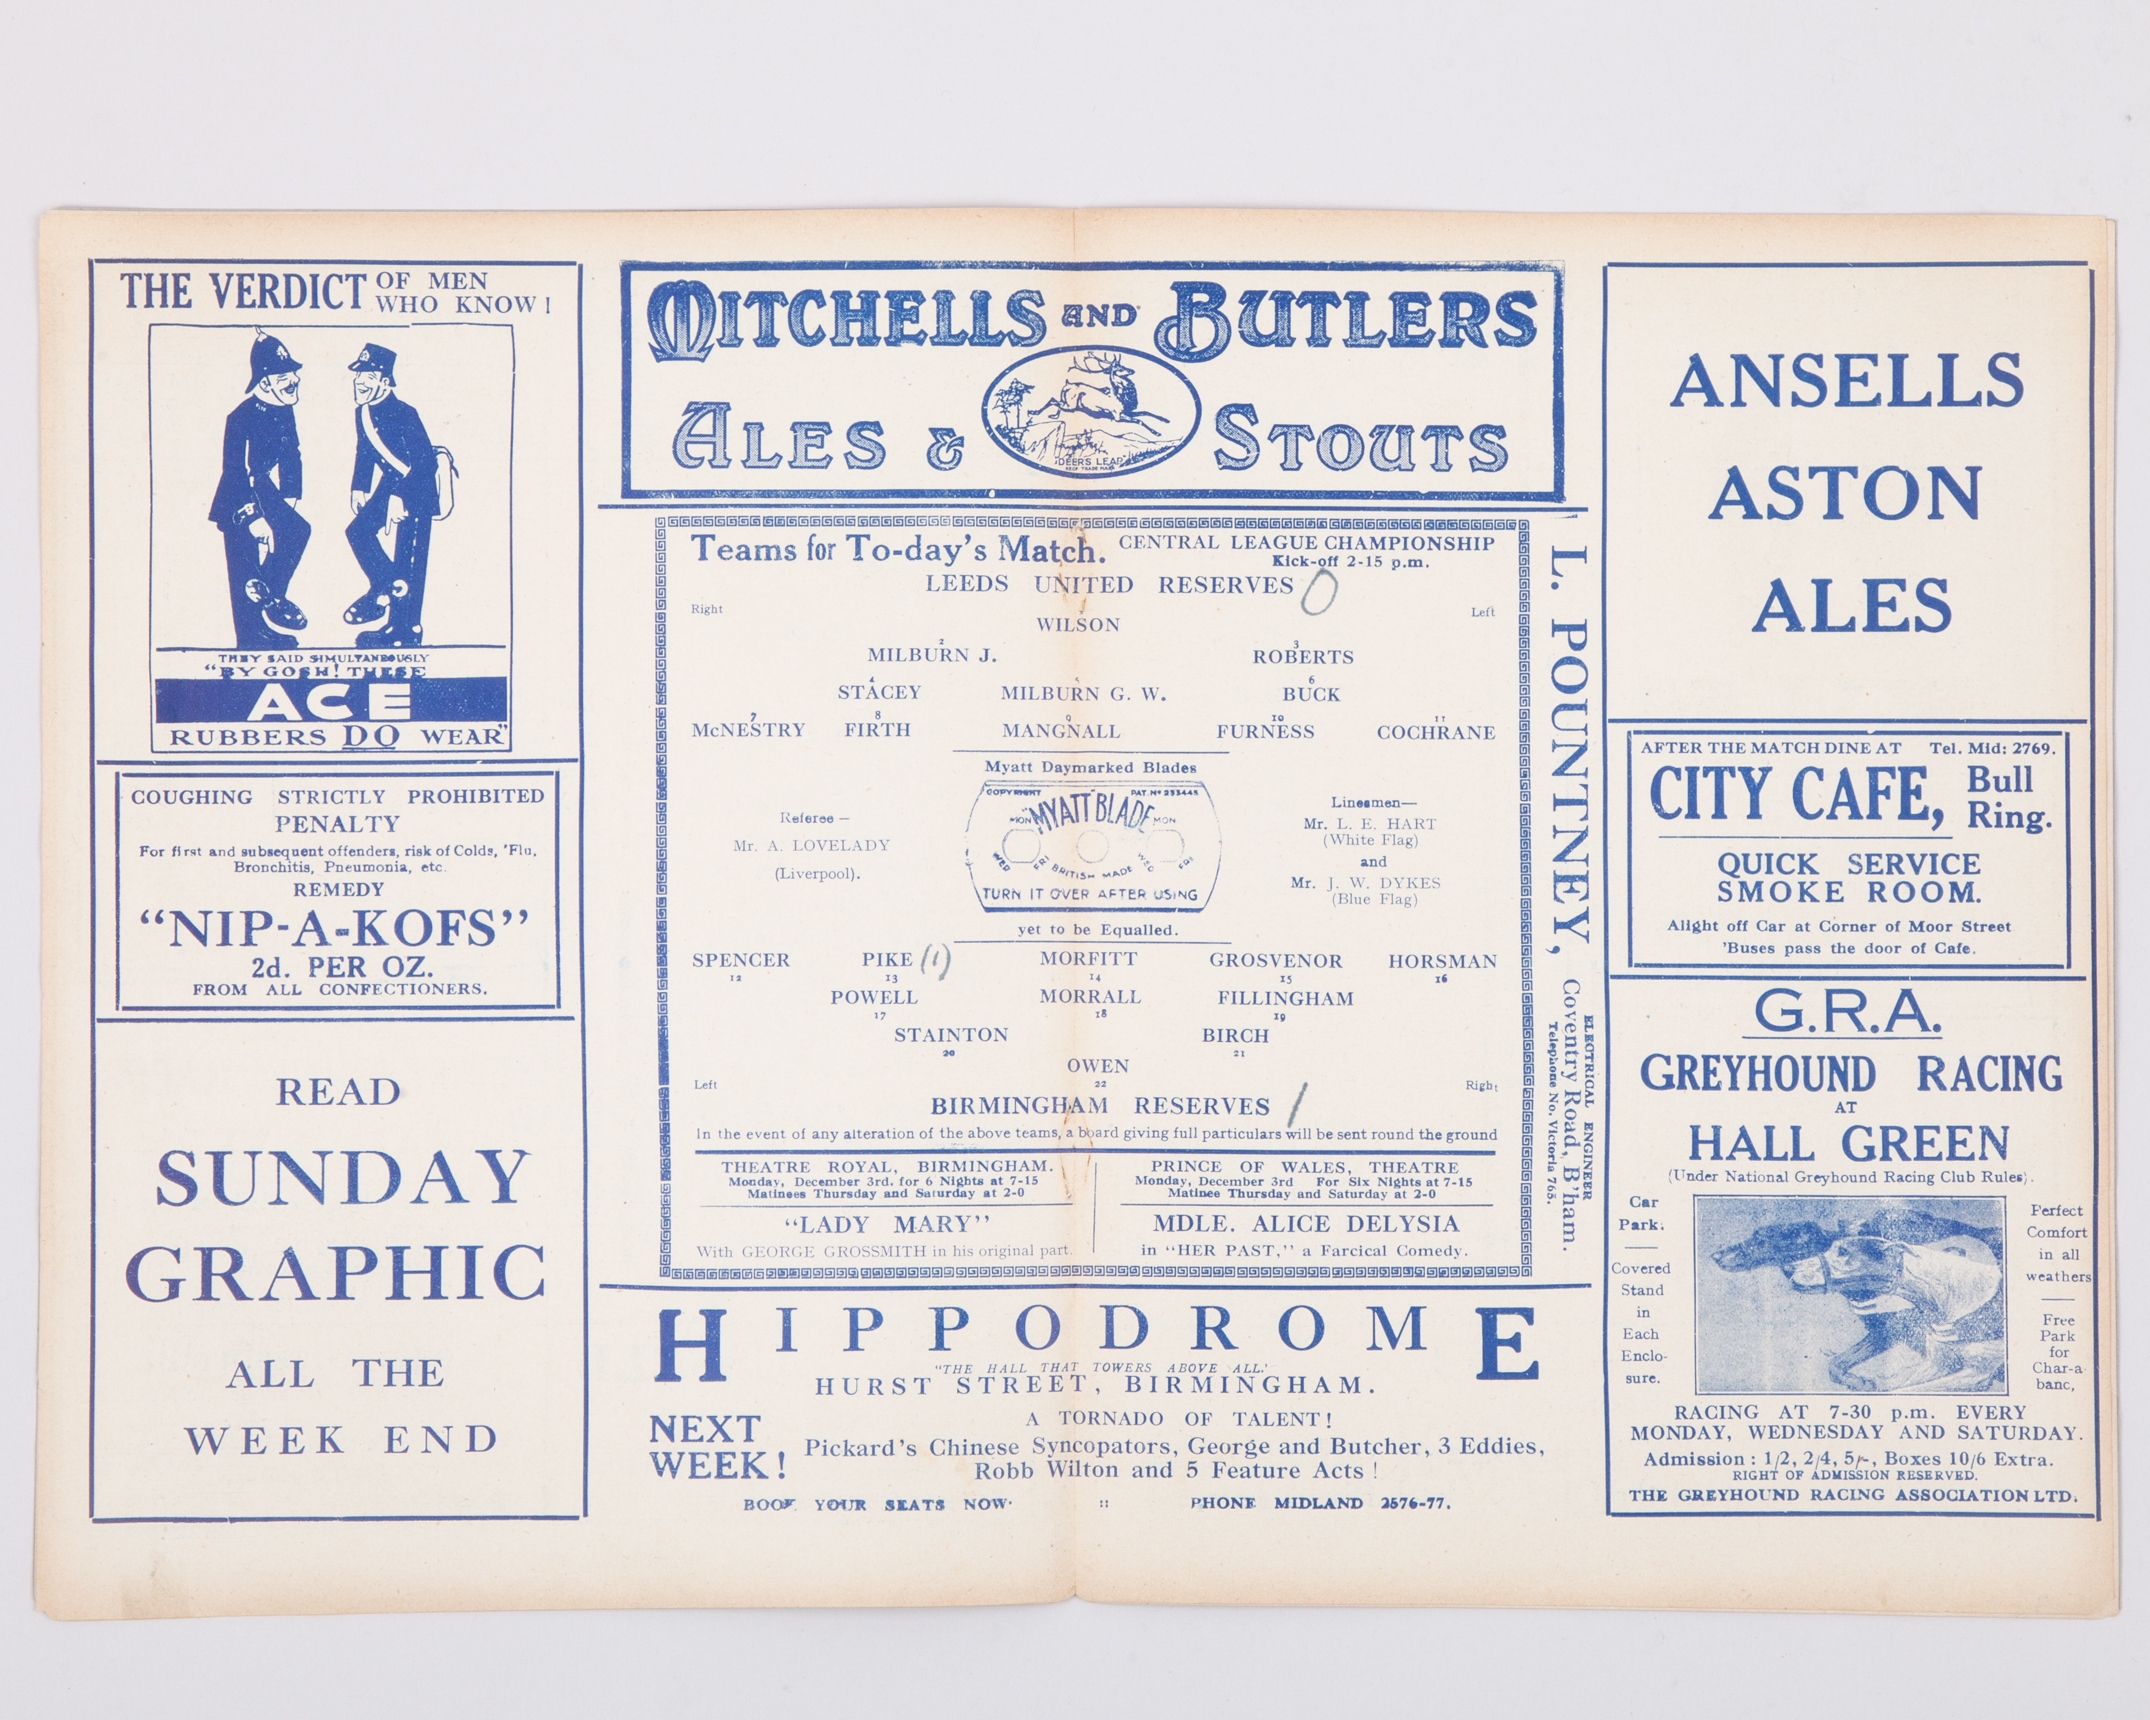 THE VERDICT OF MEN
WHO KNOW!
THEY SAID SIMULTANEOUSLY
"BY GOSH! THESE
ACE
RUBBERS DO WEAR"
COUGHING STRICTLY PROHIBITED
PENALTY
For first and subsequent offenders, risk of Colds, 'Flu,
Bronchitis, Pneumonia, etc.
REMEDY
"NIP-A-KOFS"
2d. PER OZ.
FROM ALL CONFECTIONERS.
READ
SUNDAY
GRAPHIC
ALL THE
WEEK END
MITCHELLS AND BUTLERS
ALES & STOUTS
DEERS LEAP
REGD TRADE MARK
Teams for To-day's Match. CENTRAL LEAGUE CHAMPIONSHIP
Kick-off 2-15 p.m.
LEEDS UNITED RESERVES 0
Right Left
WILSON
2 3
MILBURN J. ROBERTS
4 5 6
STACEY MILBURN G. W. BUCK
7 8 9 10 11
McNESTRY FIRTH MANGNALL FURNESS COCHRANE
Myatt Daymarked Blades
COPYRIGHT PAT. No 253445
MON "MYATT BLADE MON
WED FRI BRITISH MADE WED FRI
TURN IT OVER AFTER USING
yet to be Equalled.
Referee —
Mr. A. LOVELADY
(Liverpool).
Linesmen—
Mr. L. E. HART
(White Flag)
and
Mr. J. W. DYKES
(Blue Flag)
SPENCER PIKE (1) MORFITT GROSVENOR HORSMAN
12 13 14 15 16
POWELL MORRALL FILLINGHAM
17 18 19
STAINTON BIRCH
20 21
OWEN
22
Left Right
BIRMINGHAM RESERVES 1
In the event of any alteration of the above teams, a board giving full particulars will be sent round the ground
THEATRE ROYAL, BIRMINGHAM.
Monday, December 3rd. for 6 Nights at 7-15
Matinees Thursday and Saturday at 2-0
"LADY MARY"
With GEORGE GROSSMITH in his original part.
PRINCE OF WALES, THEATRE
Monday, December 3rd For Six Nights at 7-15
Matinee Thursday and Saturday at 2-0
MDLE. ALICE DELYSIA
in "HER PAST," a Farcical Comedy.
L. POUNTNEY,
ELECTRICAL ENGINEER
Coventry Road, B'ham.
Telephone No. Victoria 763.
HIPPODROME
"THE HALL THAT TOWERS ABOVE ALL.'
HURST STREET, BIRMINGHAM.
NEXT
WEEK!
A TORNADO OF TALENT!
Pickard's Chinese Syncopators, George and Butcher, 3 Eddies,
Robb Wilton and 5 Feature Acts!
BOOK YOUR SEATS NOW. :: PHONE MIDLAND 2576-77.
ANSELLS
ASTON
ALES
AFTER THE MATCH DINE AT Tel. Mid: 2769.
CITY CAFE, Bull
Ring.
QUICK SERVICE
SMOKE ROOM.
Alight off Car at Corner of Moor Street
'Buses pass the door of Cafe.
G.R.A.
GREYHOUND RACING
AT
HALL GREEN
(Under National Greyhound Racing Club Rules).
Car
Park.
Covered
Stand
in
Each
Enclo-
sure.
Perfect
Comfort
in all
weathers
Free
Park
for
Char-a-
banc,
RACING AT 7-30 p.m. EVERY
MONDAY, WEDNESDAY AND SATURDAY.
Admission : 1/2, 2/4, 5/-, Boxes 10/6 Extra.
RIGHT OF ADMISSION RESERVED.
THE GREYHOUND RACING ASSOCIATION LTD.